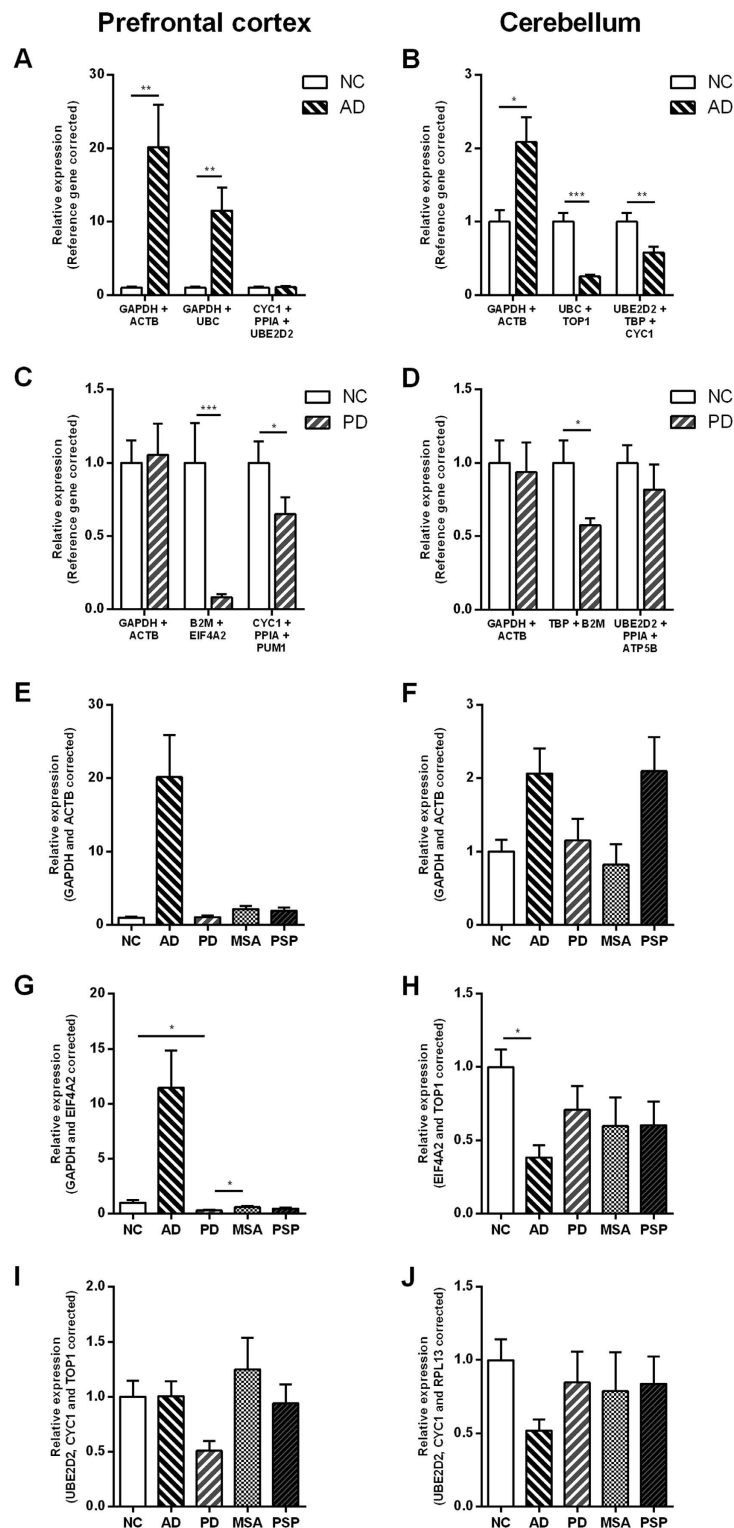 Prefrontal cortex
Cerebellum
A
30
20
10
0
Relative expression
(Reference gene corrected)
**
**
NC
AD
GAPDH +
ACTB
GAPDH +
UBC
CYC1 +
PPIA +
UBE2D2
B
3
2
1
0
Relative expression
(Reference gene corrected)
*
***
**
NC
AD
GAPDH +
ACTB
UBC +
TOP1
UBE2D2 +
TBP +
CYC1
C
1.5
1.0
0.5
0.0
Relative expression
(Reference gene corrected)
***
*
NC
PD
GAPDH +
ACTB
B2M +
EIF4A2
CYC1 +
PPIA +
PUM1
D
1.5
1.0
0.5
0.0
Relative expression
(Reference gene corrected)
*
NC
PD
GAPDH +
ACTB
TBP + B2M
UBE2D2 +
PPIA +
ATP5B
E
30
20
10
0
Relative expression
(GAPDH and ACTB corrected)
NC AD PD MSA PSP
F
3
2
1
0
Relative expression
(GAPDH and ACTB corrected)
NC AD PD MSA PSP
G
20
15
10
5
0
Relative expression
(GAPDH and EIF4A2 corrected)
*
*
NC AD PD MSA PSP
H
1.5
1.0
0.5
0.0
Relative expression
(EIF4A2 and TOP1 corrected)
*
NC AD PD MSA PSP
I
2.0
1.5
1.0
0.5
0.0
Relative expression
(UBE2D2, CYC1 and TOP1 corrected)
NC AD PD MSA PSP
J
1.5
1.0
0.5
0.0
Relative expression
(UBE2D2, CYC1 and RPL13 corrected)
NC AD PD MSA PSP